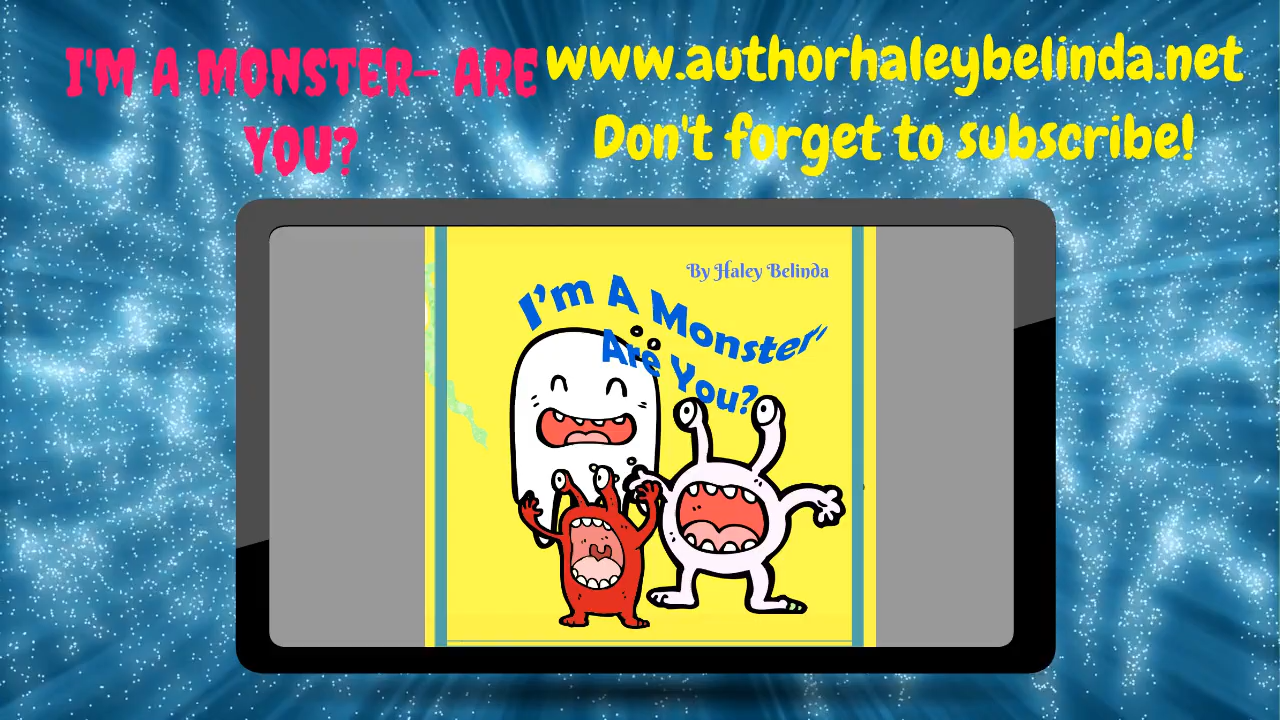 I'M A MONSTER- ARE
YOU?
www.authorhaleybelinda.net
Don't forget to subscribe!
By Haley Belinda
I'm A Monster-
Are You?